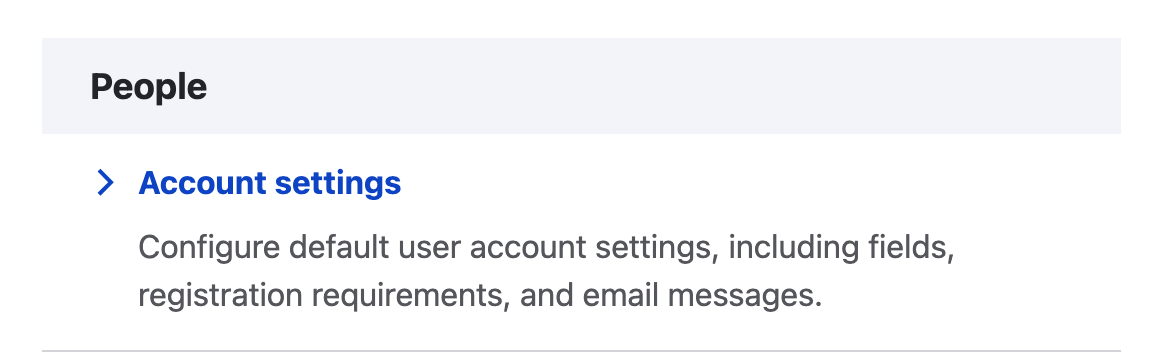 People
Account settings
Configure default user account settings, including fields,
registration requirements, and email messages.